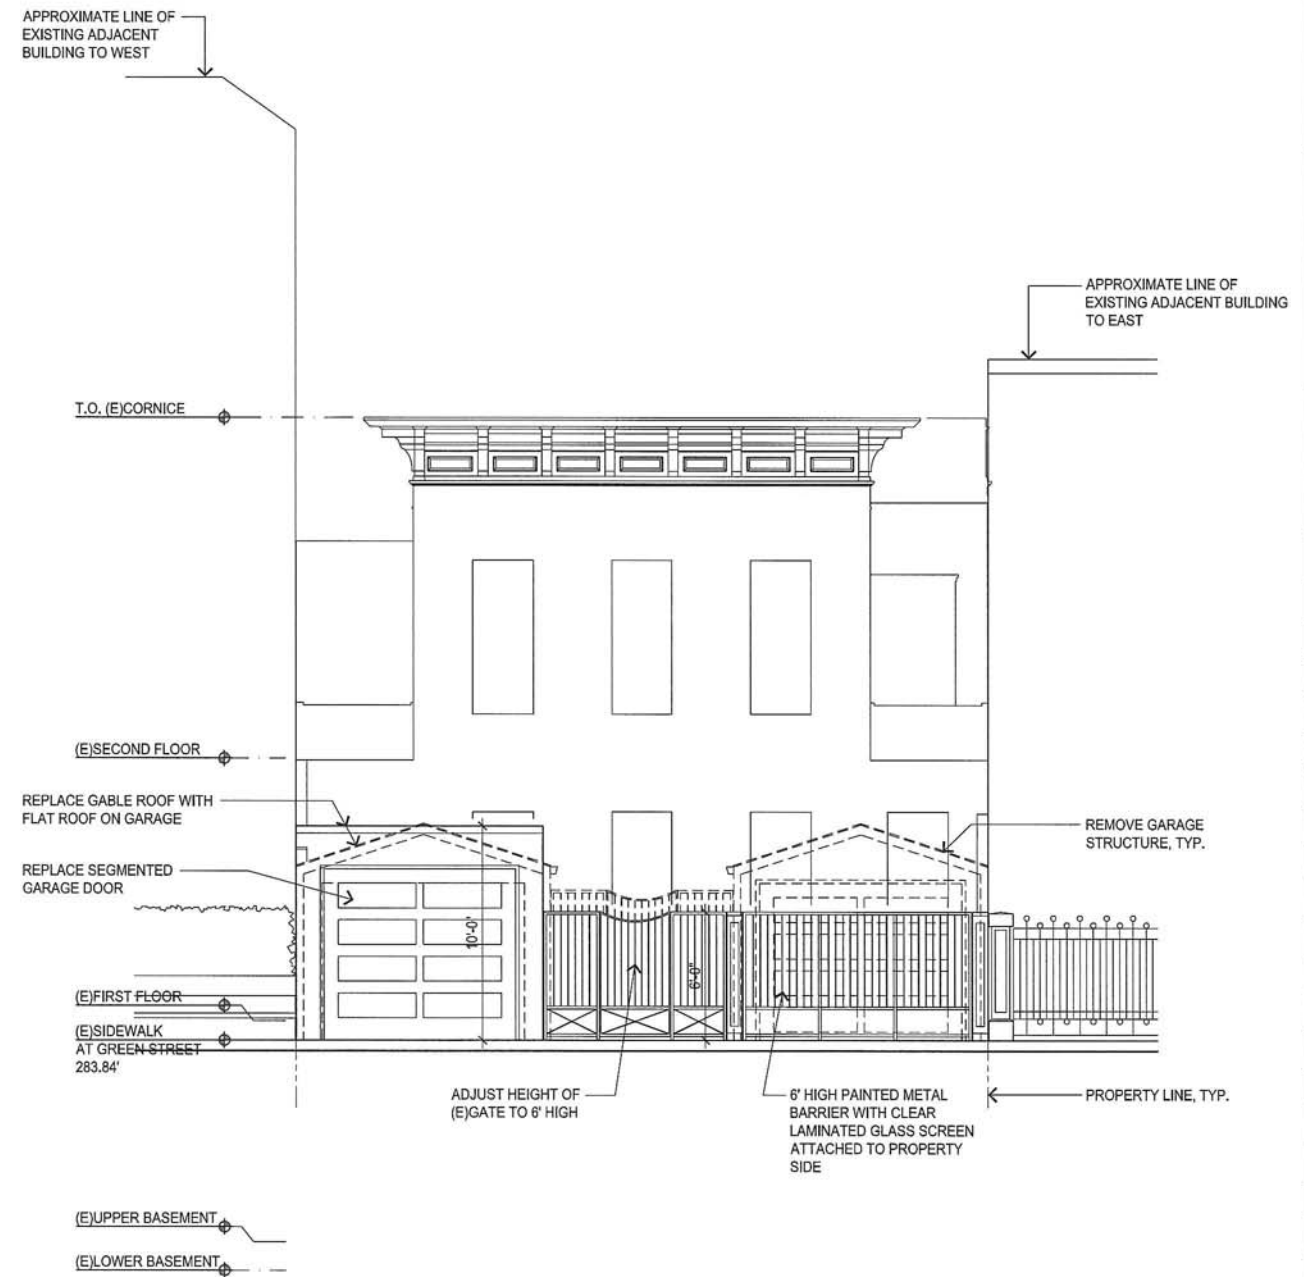 APPROXIMATE LINE OF
EXISTING ADJACENT
BUILDING TO WEST
APPROXIMATE LINE OF
EXISTING ADJACENT BUILDING
TO EAST
T.O. (E)CORNICE
(E)SECOND FLOOR
REPLACE GABLE ROOF WITH
FLAT ROOF ON GARAGE
REMOVE GARAGE
STRUCTURE, TYP.
REPLACE SEGMENTED
GARAGE DOOR
10'-0"
6'-0"
(E)FIRST FLOOR
(E)SIDEWALK
AT GREEN STREET
283.84'
ADJUST HEIGHT OF
(E)GATE TO 6' HIGH
6' HIGH PAINTED METAL
BARRIER WITH CLEAR
LAMINATED GLASS SCREEN
ATTACHED TO PROPERTY
SIDE
PROPERTY LINE, TYP.
(E)UPPER BASEMENT
(E)LOWER BASEMENT